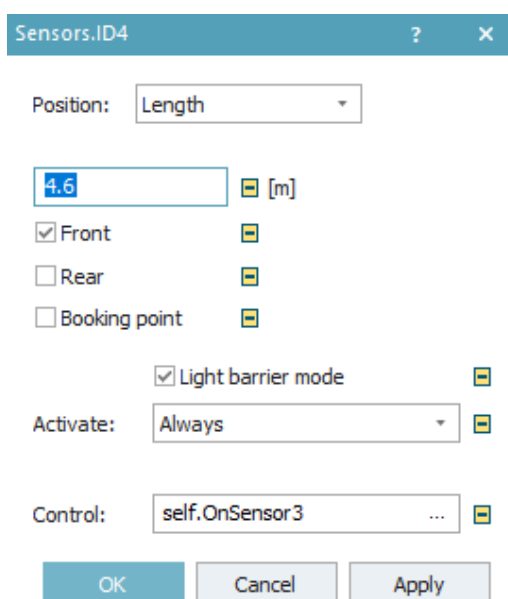 Sensors.ID4 ? ×
Position: Length
4.6 [m]
Front
Rear
Booking point
Light barrier mode
Activate: Always
Control: self.OnSensor3 ...
OK Cancel Apply